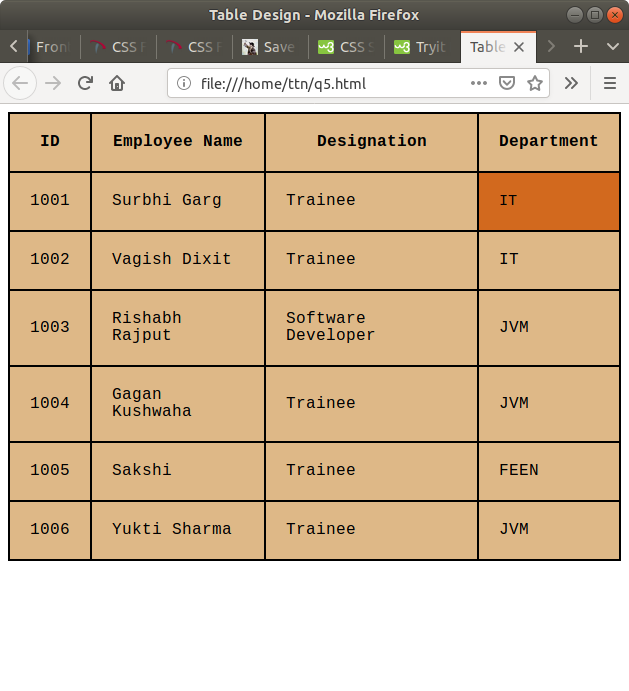 Table Design - Mozilla Firefox
Front CSS F CSS F Save CSS S Tryit Table
file:///home/ttn/q5.html
ID Employee Name Designation Department
1001 Surbhi Garg Trainee IT
1002 Vagish Dixit Trainee IT
1003 Rishabh Rajput Software Developer JVM
1004 Gagan Kushwaha Trainee JVM
1005 Sakshi Trainee FEEN
1006 Yukti Sharma Trainee JVM